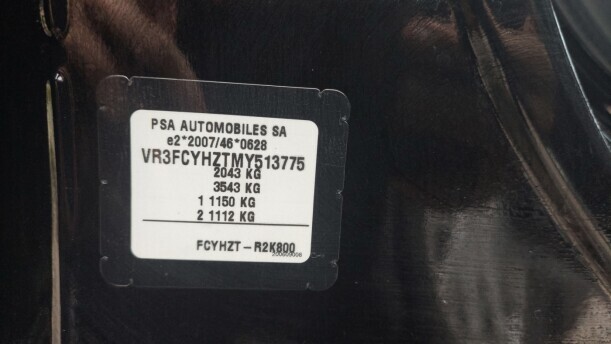 PSA AUTOMOBILES SA
e2*2007/46*0628
VR3FCYHZTMY513775
2043 KG
3543 KG
1 1150 KG
2 1112 KG
FCYHZT-R2K800